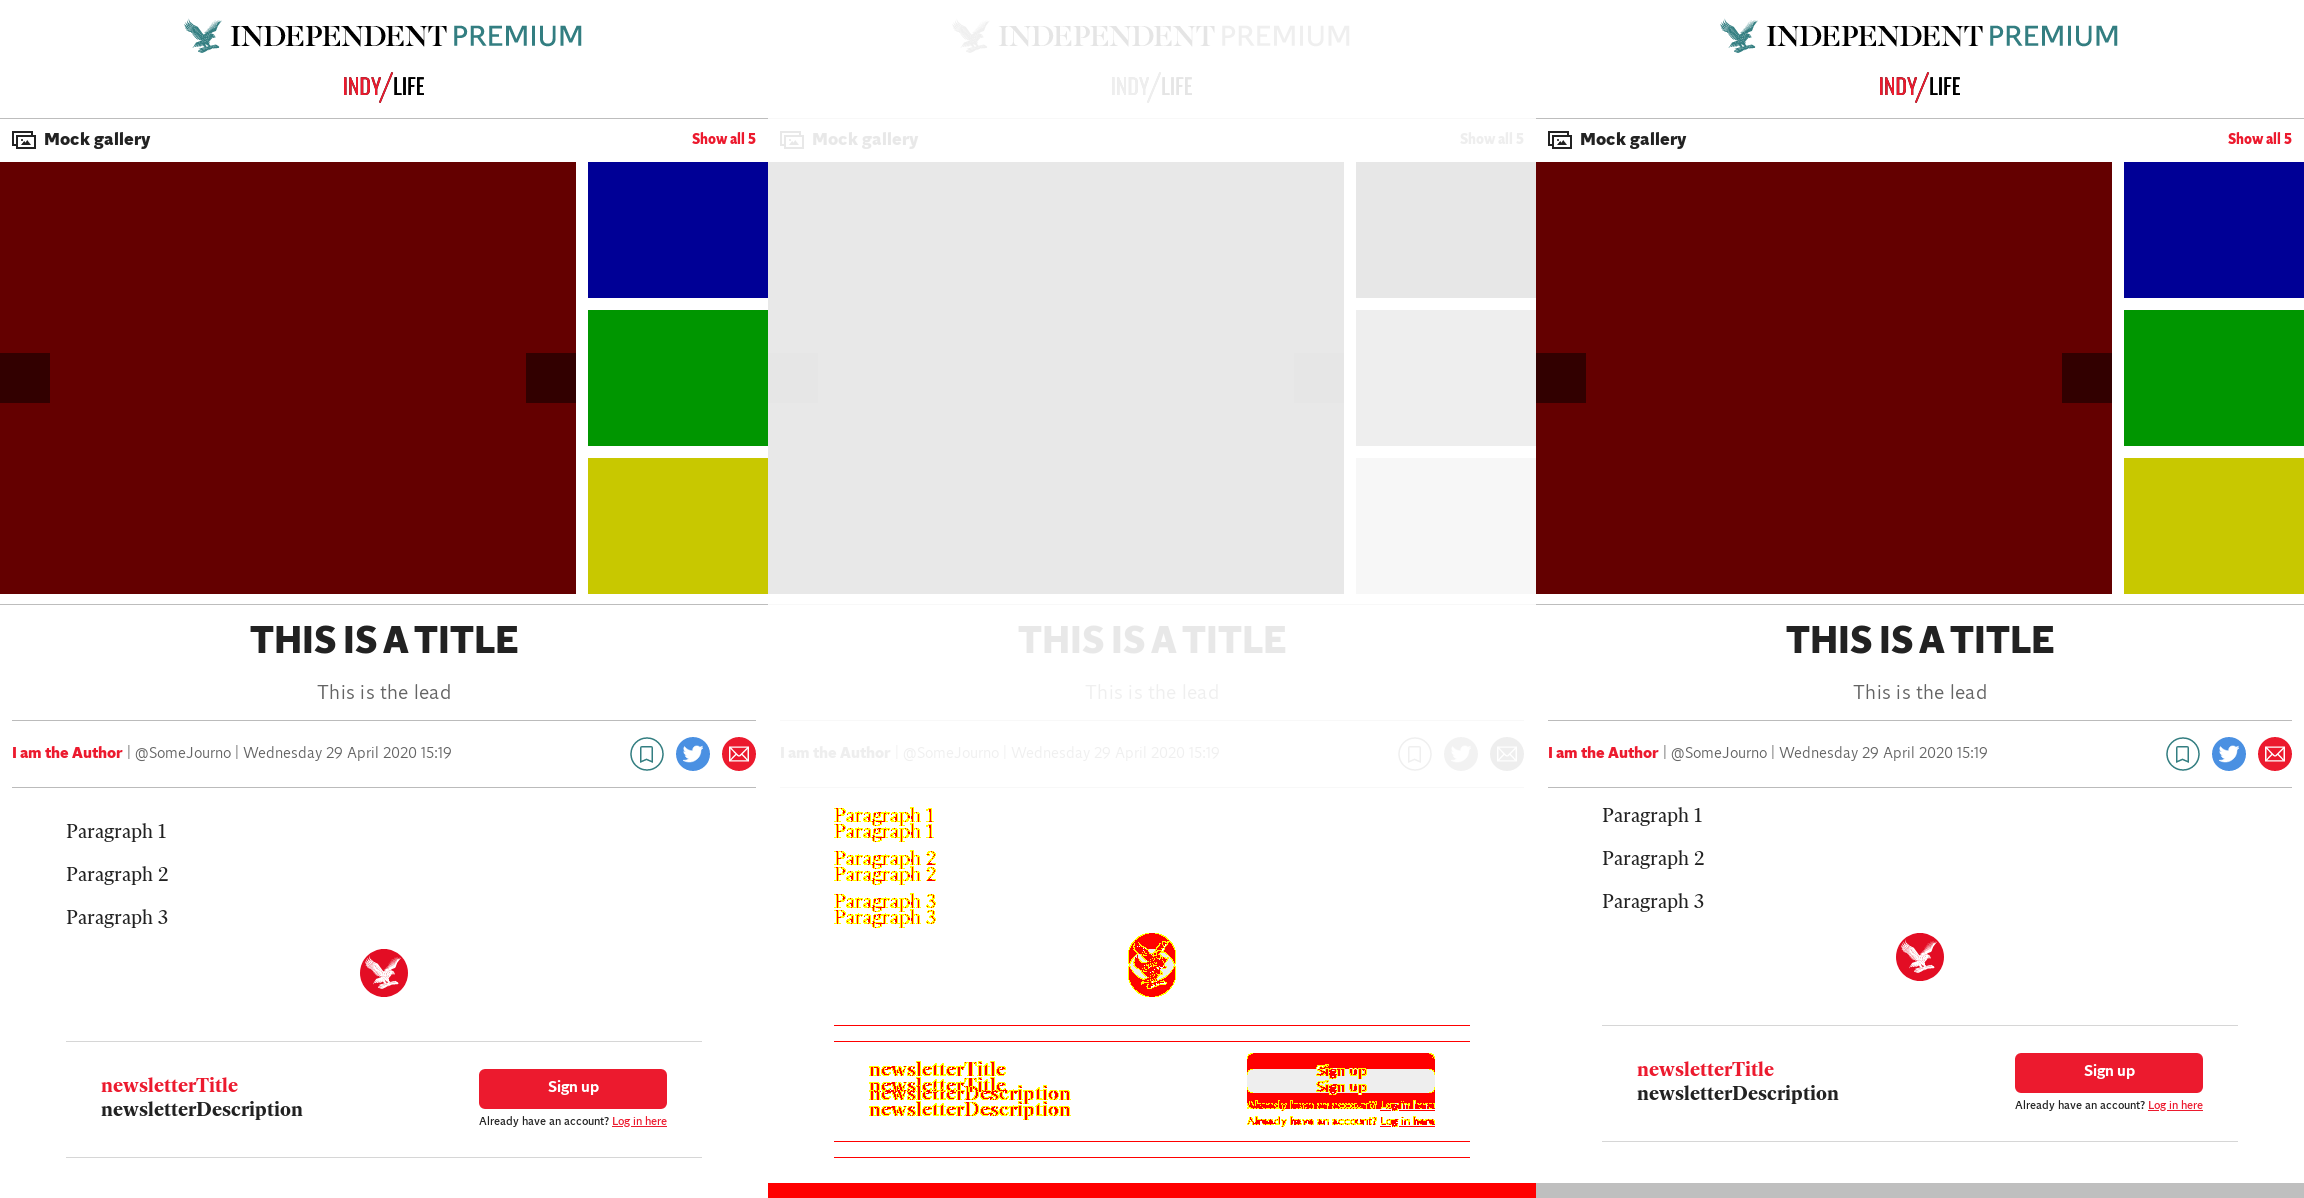 INDEPENDENT PREMIUM
INDY/LIFE
Mock gallery
Show all 5
THIS IS A TITLE
This is the lead
I am the Author | @SomeJourno | Wednesday 29 April 2020 15:19
Paragraph 1
Paragraph 2
Paragraph 3
newsletterTitle
newsletterDescription
Sign up
Already have an account? Log in here
INDEPENDENT PREMIUM
INDY/LIFE
Mock gallery
Show all 5
THIS IS A TITLE
This is the lead
I am the Author | @SomeJourno | Wednesday 29 April 2020 15:19
Paragraph 1
Paragraph 1
Paragraph 2
Paragraph 2
Paragraph 3
Paragraph 3
newsletterTitle
newsletterTitle
newsletterDescription
newsletterDescription
Sign up
Sign up
Already have an account? Log in here
Already have an account? Log in here
INDEPENDENT PREMIUM
INDY/LIFE
Mock gallery
Show all 5
THIS IS A TITLE
This is the lead
I am the Author | @SomeJourno | Wednesday 29 April 2020 15:19
Paragraph 1
Paragraph 2
Paragraph 3
newsletterTitle
newsletterDescription
Sign up
Already have an account? Log in here